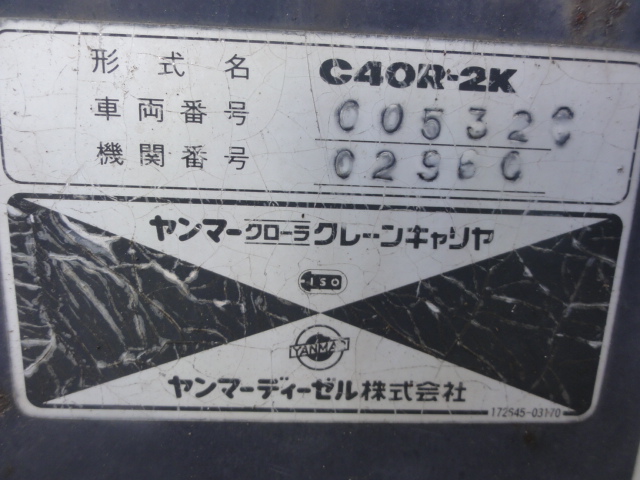 形式名 C40R-2K
車両番号 005320
機関番号 02960
ヤンマークローラクレーンキャリヤ
ISO
YANMAR
ヤンマーディーゼル株式会社
172545-03170